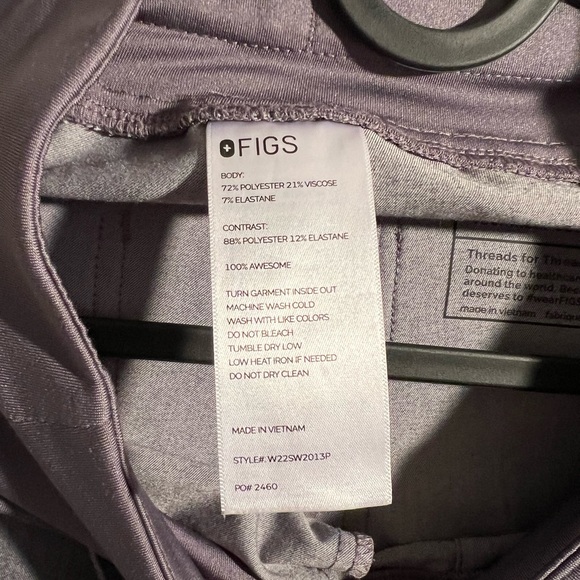 FIGS
BODY:
72% POLYESTER 21% VISCOSE
7% ELASTANE
CONTRAST:
88% POLYESTER 12% ELASTANE
100% AWESOME
TURN GARMENT INSIDE OUT
MACHINE WASH COLD
WASH WITH LIKE COLORS
DO NOT BLEACH
TUMBLE DRY LOW
LOW HEAT IRON IF NEEDED
DO NOT DRY CLEAN
MADE IN VIETNAM
STYLE#: W22SW2013P
PO# 2460
Threads for
Donating to
around the world.
deserves to #wearFIGS
made in vietnam